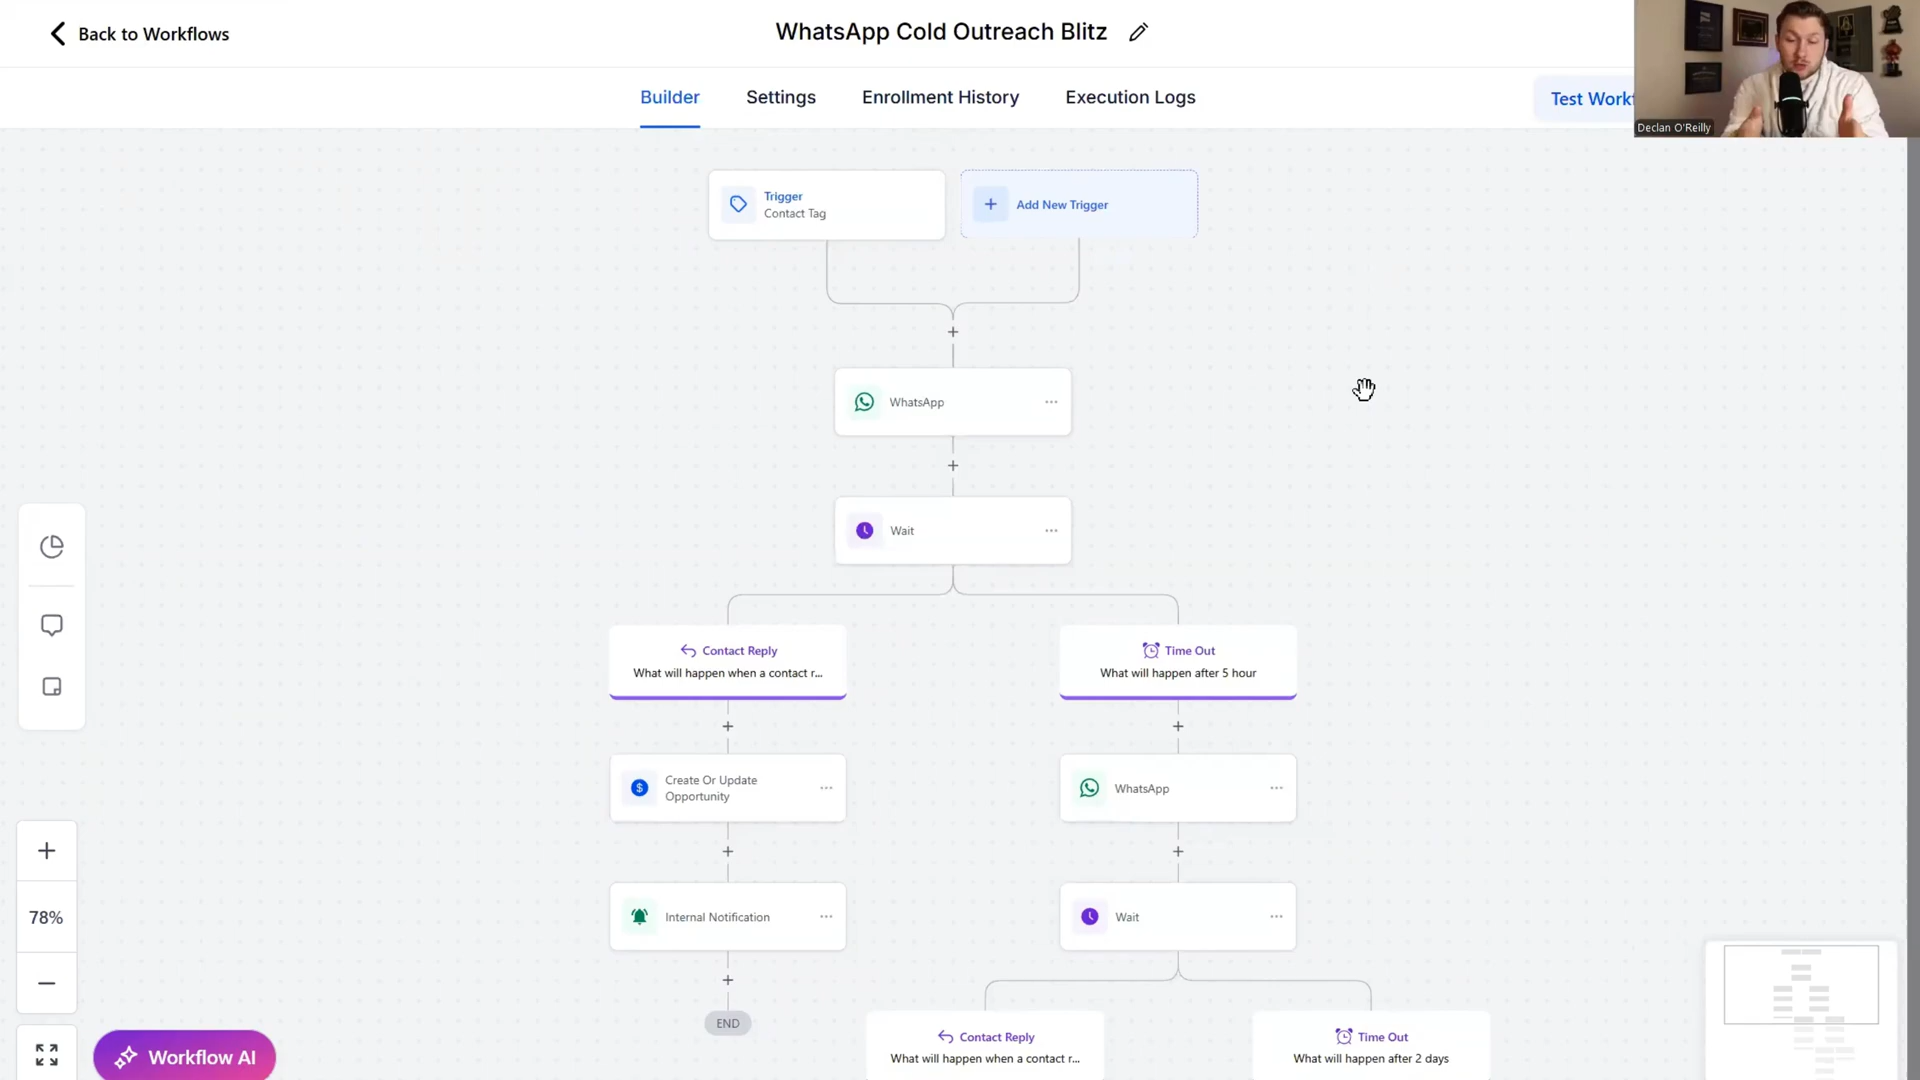 Back to Workflows
WhatsApp Cold Outreach Blitz
Builder
Settings
Enrollment History
Execution Logs
Test Workf
Declan O'Reilly
Trigger
Contact Tag
Add New Trigger
WhatsApp
Wait
Contact Reply
What will happen when a contact r...
Time Out
What will happen after 5 hour
Create Or Update
Opportunity
WhatsApp
Internal Notification
Wait
END
Contact Reply
What will happen when a contact r...
Time Out
What will happen after 2 days
78%
Workflow AI